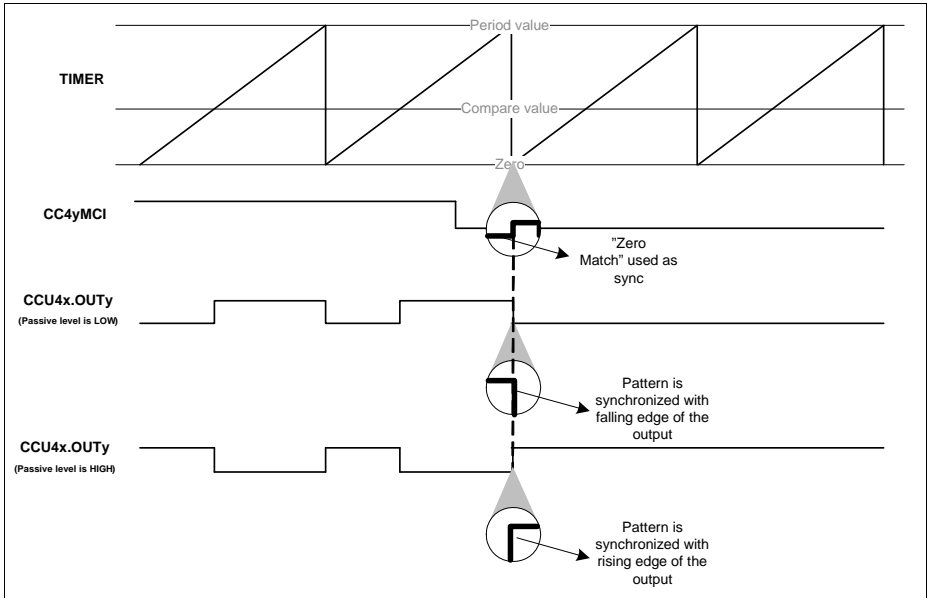 Period value
TIMER
Compare value
Zero
CC4yMCI
"Zero
Match" used as
sync
CCU4x.OUTy
(Passive level is LOW)
Pattern is
synchronized with
falling edge of the
output
CCU4x.OUTy
(Passive level is HIGH)
Pattern is
synchronized with
rising edge of the
output